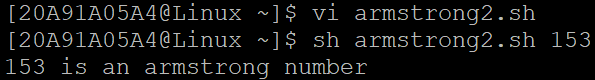 [20A91A05A4@Linux ~]$ vi armstrong2.sh
[20A91A05A4@Linux ~]$ sh armstrong2.sh 153
153 is an armstrong number